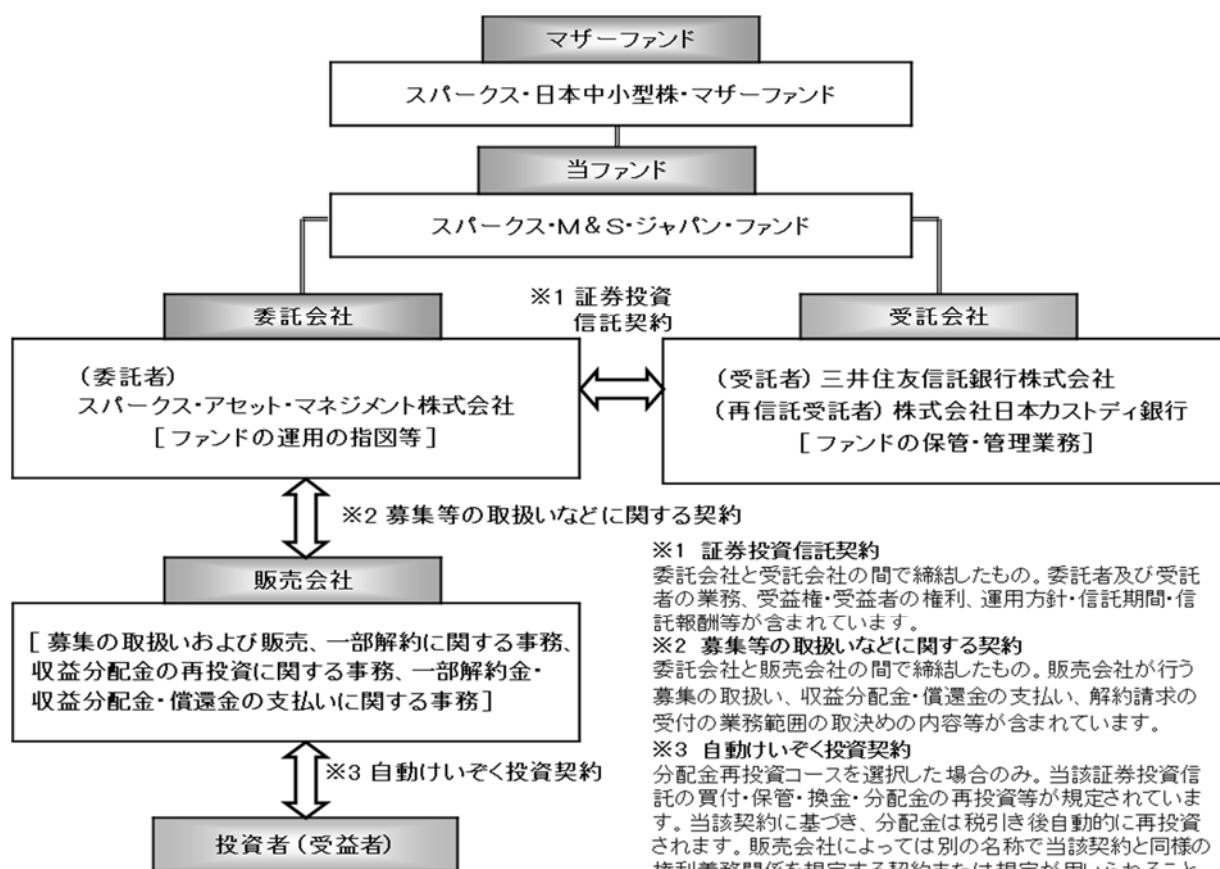 マザーファンド
スパークス・日本中小型株・マザーファンド
当ファンド
スパークス・M&S・ジャパン・ファンド
※1 証券投資
信託契約
委託会社
(委託者)
スパークス・アセット・マネジメント株式会社
[ファンドの運用の指図等]
受託会社
(受託者) 三井住友信託銀行株式会社
(再信託受託者) 株式会社日本カストディ銀行
[ファンドの保管・管理業務]
※2 募集等の取扱いなどに関する契約
販売会社
[ 募集の取扱いおよび販売、一部解約に関する事務、
収益分配金の再投資に関する事務、一部解約金・
収益分配金・償還金の支払いに関する事務]
※3 自動けいぞく投資契約
投資者(受益者)
※1 証券投資信託契約
委託会社と受託会社の間で締結したもの。委託者及び受託
者の業務、受益権・受益者の権利、運用方針・信託期間・信
託報酬等が含まれています。
※2 募集等の取扱いなどに関する契約
委託会社と販売会社の間で締結したもの。販売会社が行う
募集の取扱い、収益分配金・償還金の支払い、解約請求の
受付の業務範囲の取決めの内容等が含まれています。
※3 自動けいぞく投資契約
分配金再投資コースを選択した場合のみ。当該証券投資信
託の買付・保管・換金・分配金の再投資等が規定されていま
す。当該契約に基づき、分配金は税引き後自動的に再投資
されます。販売会社によっては別の名称で当該契約と同様の
権利義務関係を規定する契約または規定が用いられること